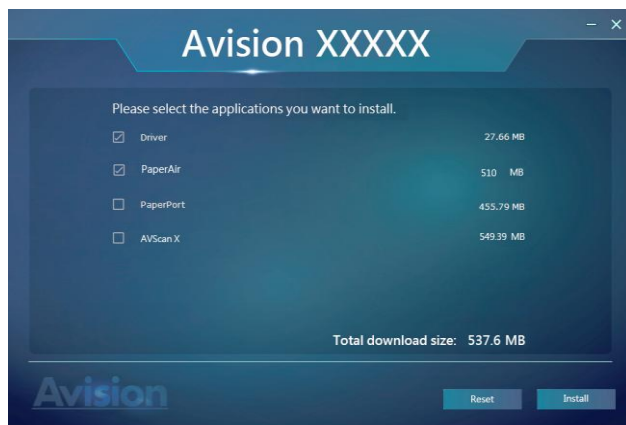 Avision XXXXX
Please select the applications you want to install.
Driver 27.66 MB
PaperAir 510 MB
PaperPort 455.79 MB
AVScan X 549.39 MB
Total download size: 537.6 MB
Avision
Reset Install